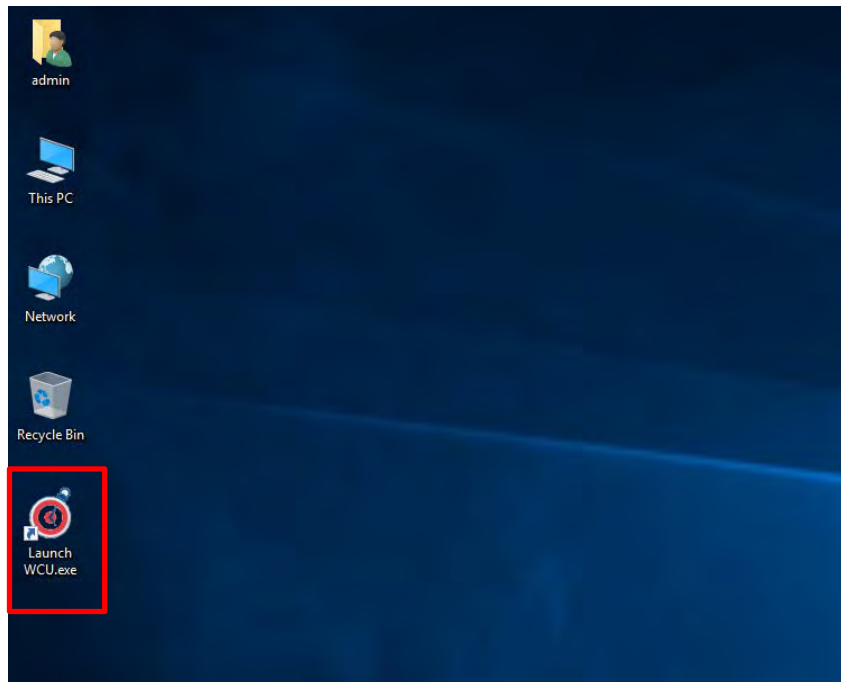 admin
This PC
Network
Recycle Bin
Launch
WCU.exe